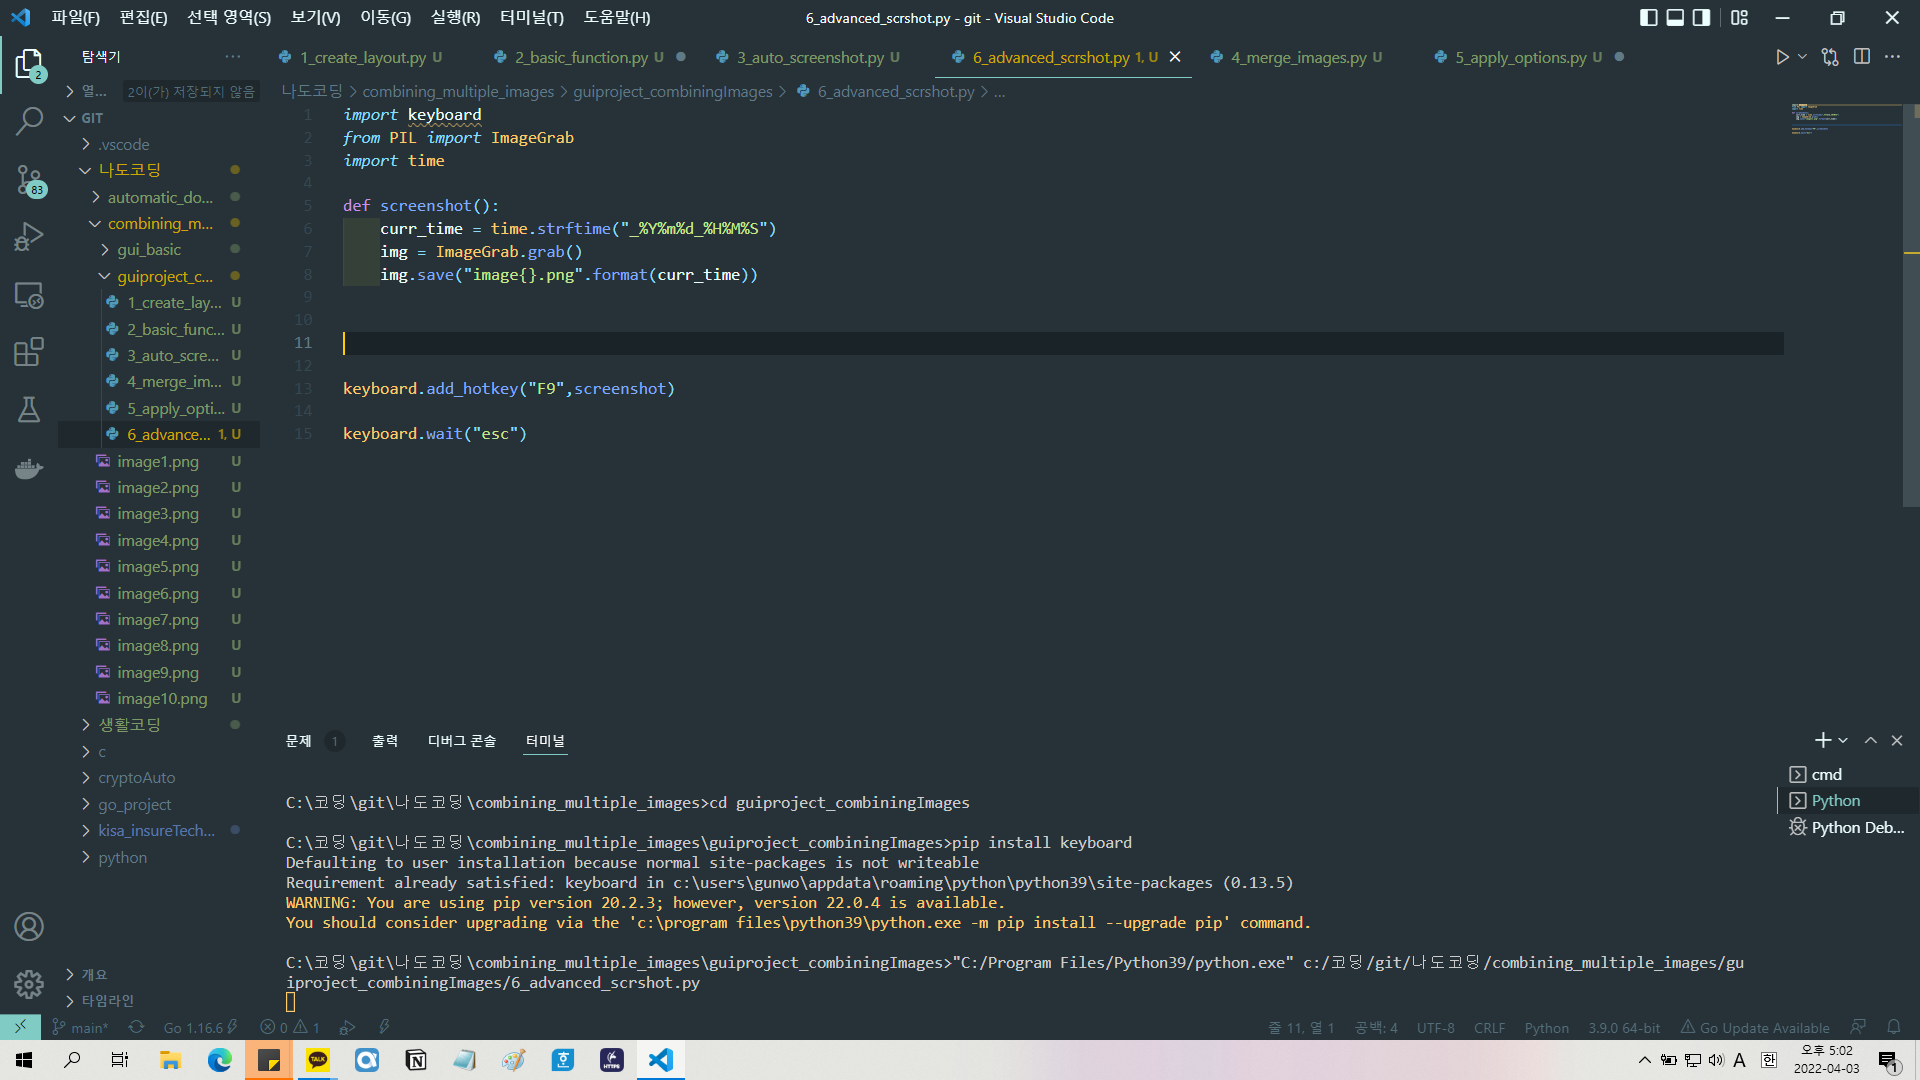 파일(F) 편집(E) 선택 영역(S) 보기(V) 이동(G) 실행(R) 터미널(T) 도움말(H)
6_advanced_scrshot.py - git - Visual Studio Code
탐색기
1_create_layout.py U
2_basic_function.py U
3_auto_screenshot.py U
6_advanced_scrshot.py 1, U
4_merge_images.py U
5_apply_options.py U
열... 2이(가) 저장되지 않음
나도코딩 > combining_multiple_images > guiproject_combiningImages > 6_advanced_scrshot.py > ...
2
83
GIT
.vscode
나도코딩
automatic_do...
combining_m...
gui_basic
guiproject_c...
1_create_lay... U
2_basic_func... U
3_auto_scre... U
4_merge_im... U
5_apply_opti... U
6_advance... 1, U
image1.png U
image2.png U
image3.png U
image4.png U
image5.png U
image6.png U
image7.png U
image8.png U
image9.png U
image10.png U
생활코딩
c
cryptoAuto
go_project
kisa_insureTech...
python
개요
타임라인
1 import keyboard
2 from PIL import ImageGrab
3 import time
4
5 def screenshot():
6 curr_time = time.strftime("_%Y%m%d_%H%M%S")
7 img = ImageGrab.grab()
8 img.save("image{}.png".format(curr_time))
9
10
11
12
13 keyboard.add_hotkey("F9",screenshot)
14
15 keyboard.wait("esc")
문제 1 출력 디버그 콘솔 터미널
C:\코딩\git\나도코딩\combining_multiple_images>cd guiproject_combiningImages
C:\코딩\git\나도코딩\combining_multiple_images\guiproject_combiningImages>pip install keyboard
Defaulting to user installation because normal site-packages is not writeable
Requirement already satisfied: keyboard in c:\users\gunwo\appdata\roaming\python\python39\site-packages (0.13.5)
WARNING: You are using pip version 20.2.3; however, version 22.0.4 is available.
You should consider upgrading via the 'c:\program files\python39\python.exe -m pip install --upgrade pip' command.
C:\코딩\git\나도코딩\combining_multiple_images\guiproject_combiningImages>"C:/Program Files/Python39/python.exe" c:/코딩/git/나도코딩/combining_multiple_images/gu
iproject_combiningImages/6_advanced_scrshot.py
cmd
Python
Python Deb...
main* Go 1.16.6 0 1
줄 11, 열 1 공백: 4 UTF-8 CRLF Python 3.9.0 64-bit Go Update Available
TALK
N
HTTPS
A 한
오후 5:02
2022-04-03
1